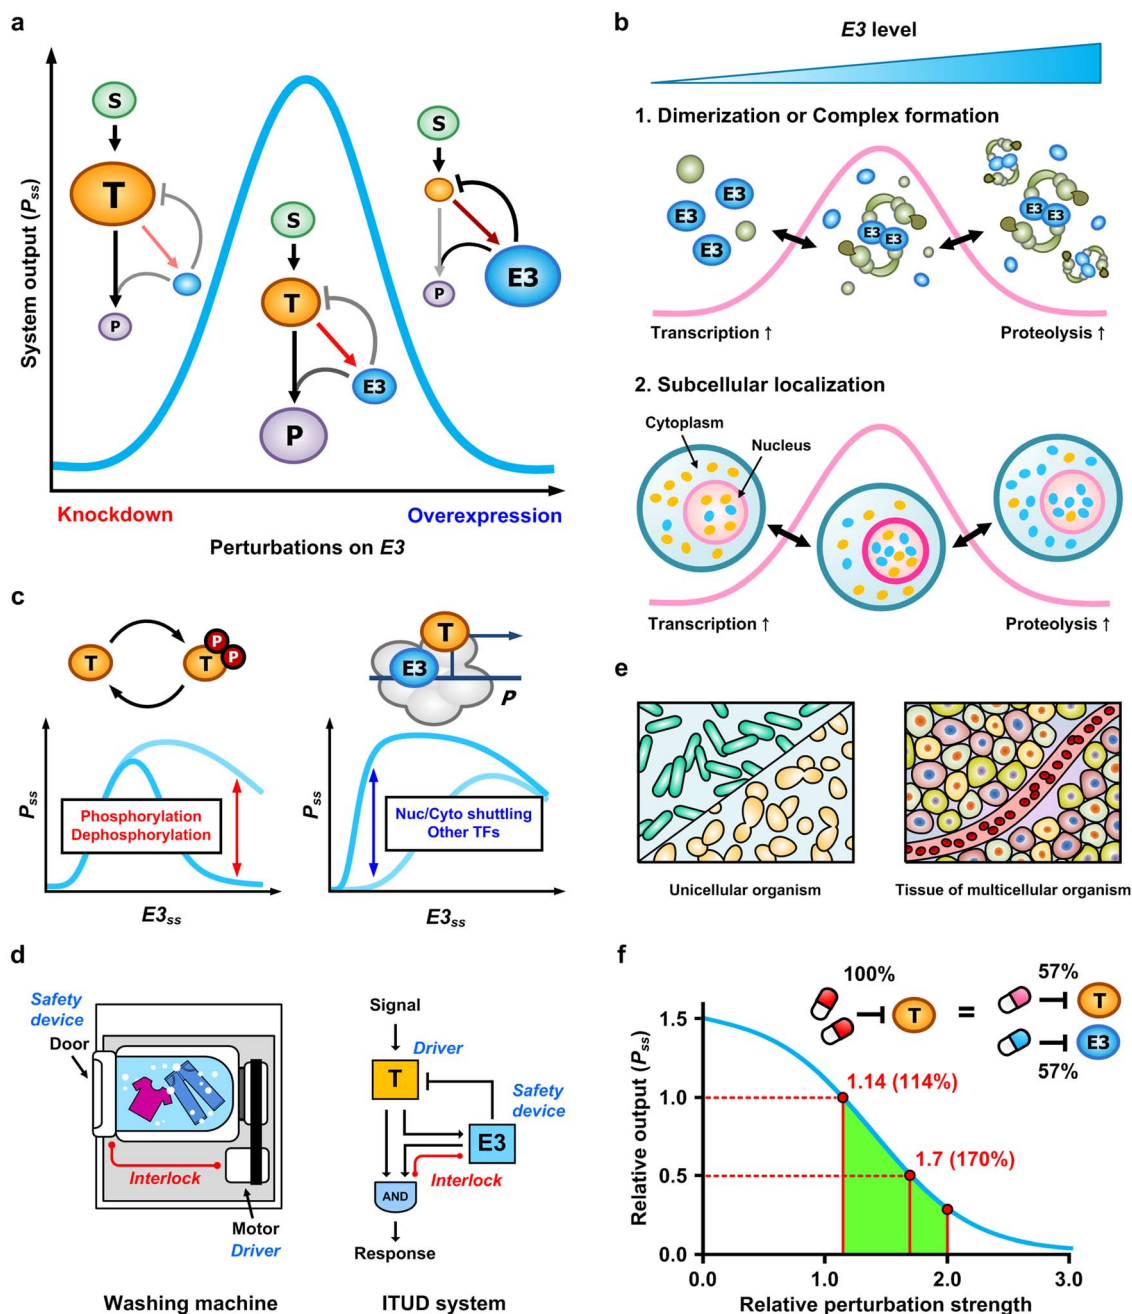 a
System output (Pss)
S
T
P
S
T
E3
P
S
E3
P
Knockdown
Overexpression
Perturbations on E3
b
E3 level
1. Dimerization or Complex formation
E3
E3
E3
E3
E3
E3
E3
Transcription ↑
Proteolysis ↑
2. Subcellular localization
Cytoplasm
Nucleus
Transcription ↑
Proteolysis ↑
c
T
T
P
P
Pss
Phosphorylation
Dephosphorylation
E3ss
T
E3
P
Pss
Nuc/Cyto shuttling
Other TFs
E3ss
e
Unicellular organism
Tissue of multicellular organism
d
Safety
device
Door
Interlock
Motor
Driver
Washing machine
Signal
Driver
T
Safety
device
E3
Interlock
AND
Response
ITUD system
f
100%
57%
T
=
T
E3
57%
Relative output (Pss)
1.5
1.0
0.5
0.0
1.14 (114%)
1.7 (170%)
0.0
1.0
2.0
3.0
Relative perturbation strength